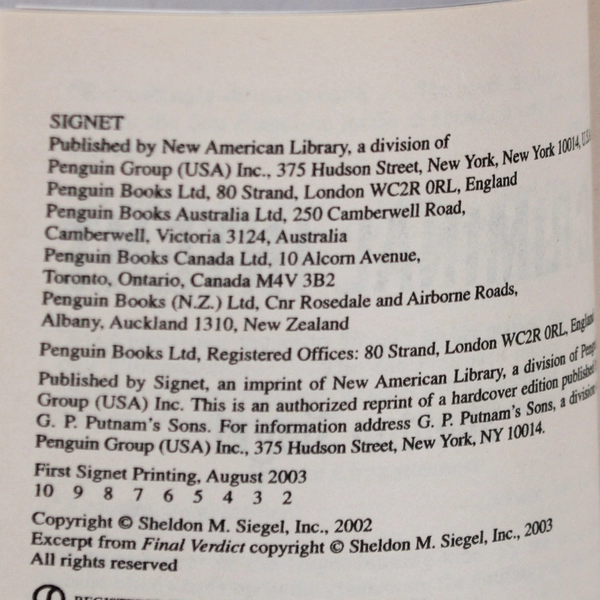 SIGNET
Published by New American Library, a division of
Penguin Group (USA) Inc., 375 Hudson Street, New York, New York 10014,
Penguin Books Ltd, 80 Strand, London WC2R 0RL, England
Penguin Books Australia Ltd, 250 Camberwell Road,
Camberwell, Victoria 3124, Australia
Penguin Books Canada Ltd, 10 Alcorn Avenue,
Toronto, Ontario, Canada M4V 3B2
Penguin Books (N.Z.) Ltd, Cnr Rosedale and Airborne Roads,
Albany, Auckland 1310, New Zealand
Penguin Books Ltd, Registered Offices: 80 Strand, London WC2R 0RL, England
Published by Signet, an imprint of New American Library, a division of
Group (USA) Inc. This is an authorized reprint of a hardcover edition published
G. P. Putnam's Sons. For information address G. P. Putnam's Sons, a division
Penguin Group (USA) Inc., 375 Hudson Street, New York, NY 10014.
First Signet Printing, August 2003
10 9 8 7 6 5 4 3 2
Copyright © Sheldon M. Siegel, Inc., 2002
Excerpt from Final Verdict copyright © Sheldon M. Siegel, Inc., 2003
All rights reserved